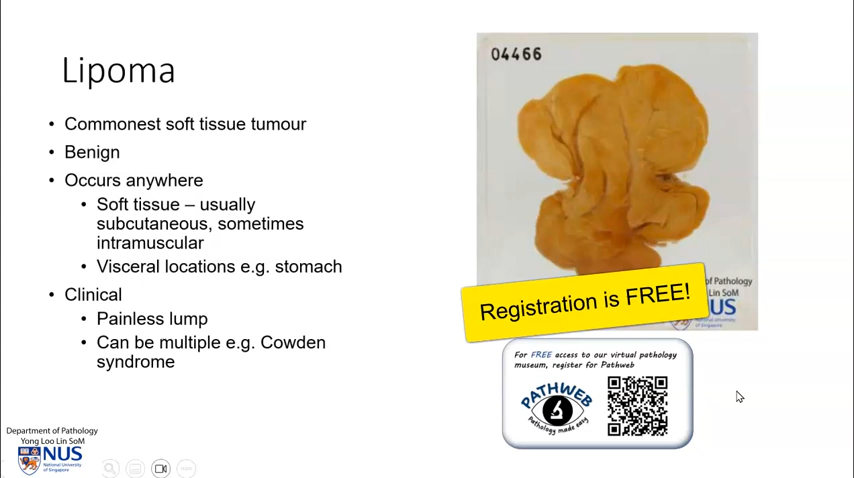 Lipoma
• Commonest soft tissue tumour
• Benign
• Occurs anywhere
• Soft tissue – usually
subcutaneous, sometimes
intramuscular
• Visceral locations e.g. stomach
• Clinical
• Painless lump
• Can be multiple e.g. Cowden
syndrome
04466
of Pathology
Lin SoM
US
National University
of Singapore
Registration is FREE!
For FREE access to our virtual pathology
museum, register for Pathweb
PATHWEB
Pathology made easy
Department of Pathology
Yong Loo Lin SoM
NUS
National University
of Singapore